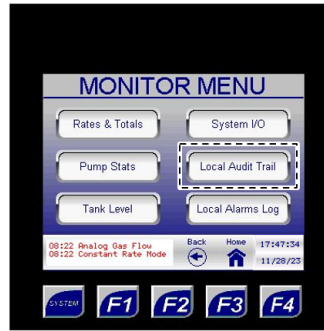 MONITOR MENU
Rates & Totals
System I/O
Pump Stats
Local Audit Trail
Tank Level
Local Alarms Log
08:22 Analog Gas Flow
08:22 Constant Rate Mode
Back
Home
17:47:34
11/28/23
SYSTEM
F1
F2
F3
F4